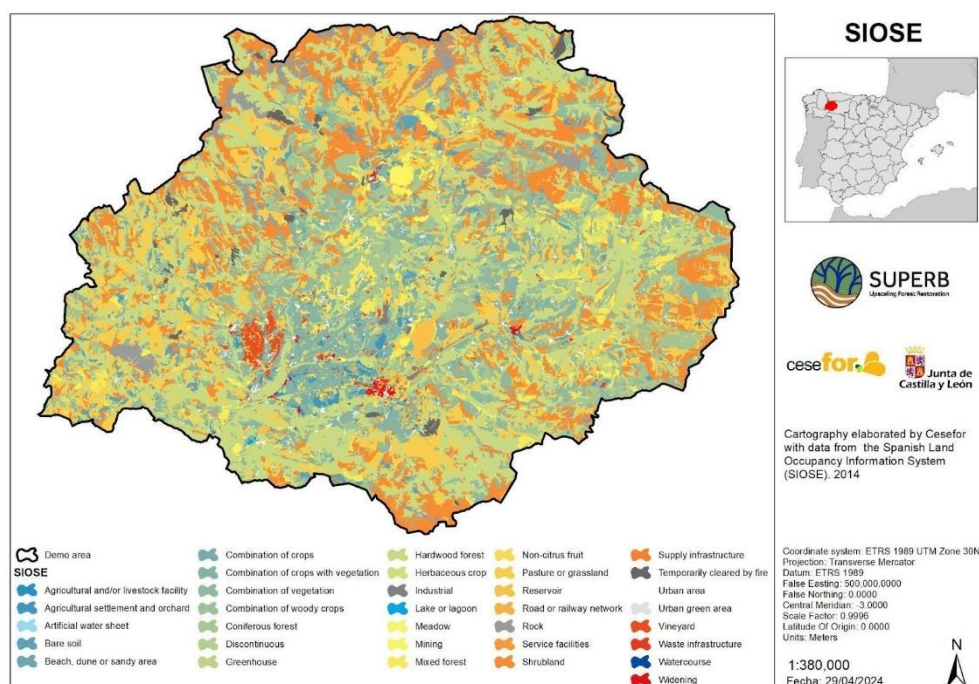 SIOSE
SUPERB
Upscaling Forest Restoration
cesefor
Junta de
Castilla y León
Cartography elaborated by Cesefor
with data from the Spanish Land
Occupancy Information System
(SIOSE). 2014
Coordinate system: ETRS 1989 UTM Zone 30N
Projection: Transverse Mercator
Datum: ETRS 1989
False Easting: 500,000.0000
False Northing: 0.0000
Central Meridian: -3.0000
Scale Factor: 0.9996
Latitude Of Origin: 0.0000
Units: Meters
1:380,000
Fecha: 29/04/2024
N
Demo area
SIOSE
Agricultural and/or livestock facility
Agricultural settlement and orchard
Artificial water sheet
Bare soil
Beach, dune or sandy area
Combination of crops
Combination of crops with vegetation
Combination of vegetation
Combination of woody crops
Coniferous forest
Discontinuous
Greenhouse
Hardwood forest
Herbaceous crop
Industrial
Lake or lagoon
Meadow
Mining
Mixed forest
Non-citrus fruit
Pasture or grassland
Reservoir
Road or railway network
Rock
Service facilities
Shrubland
Supply infrastructure
Temporarily cleared by fire
Urban area
Urban green area
Vineyard
Waste infrastructure
Watercourse
Widening